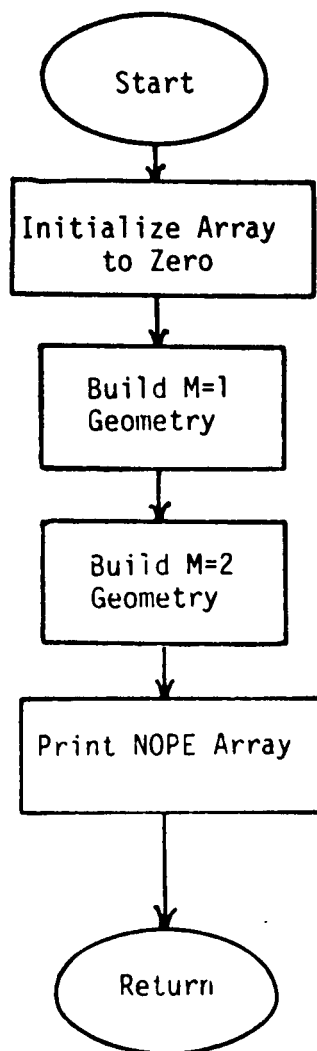 Start
Initialize Array
to Zero
Build M=1
Geometry
Build M=2
Geometry
Print NOPE Array
Return